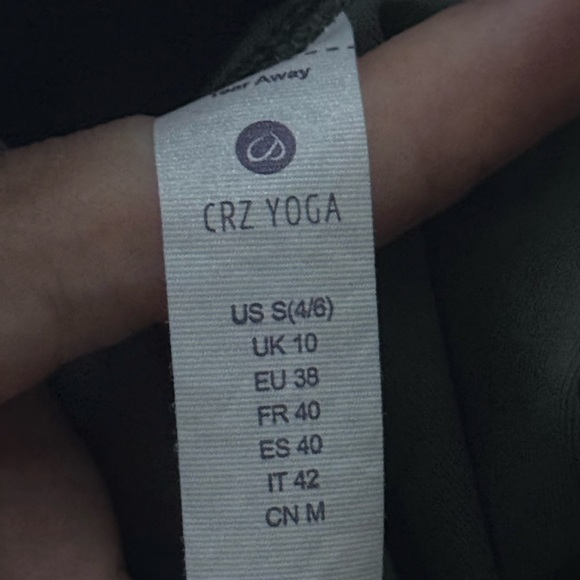 Tear Away
CRZ YOGA
US S(4/6)
UK 10
EU 38
FR 40
ES 40
IT 42
CN M